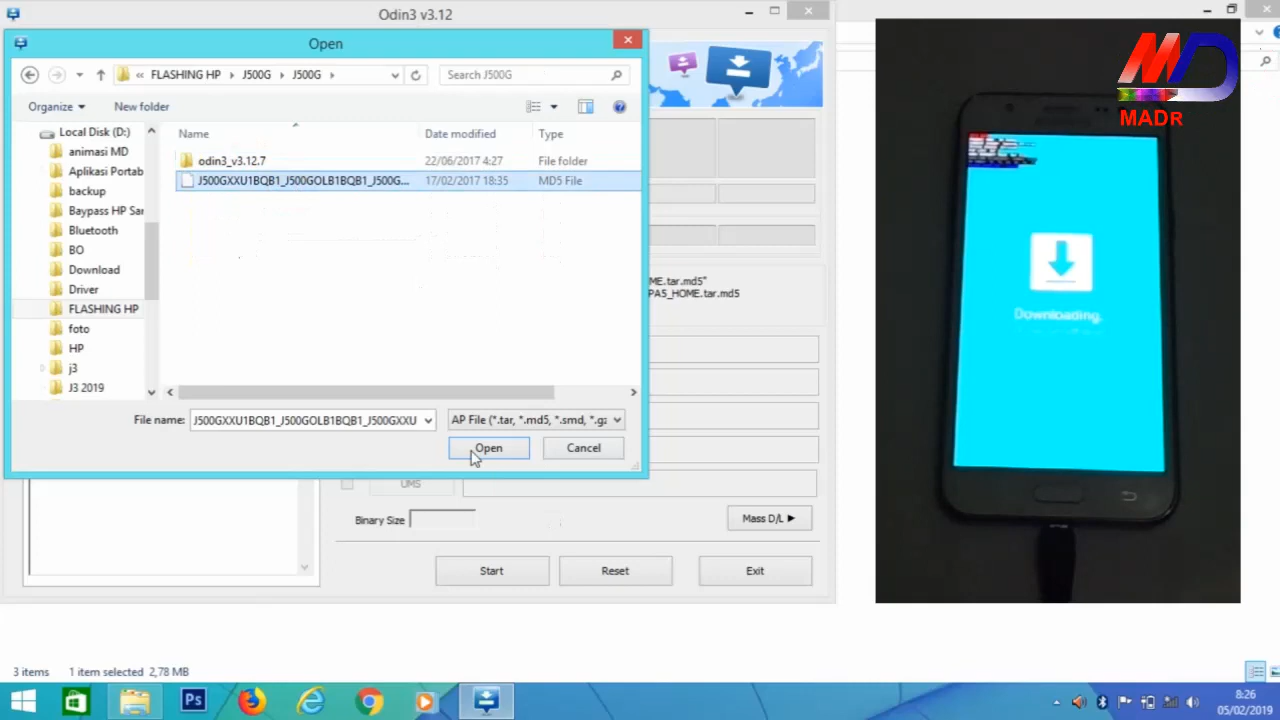 Odin3 v3.12
Open
« FLASHING HP J500G J500G
Search J500G
Organize
New folder
Name
Date modified
Type
Local Disk (D:)
animasi MD
Aplikasi Portab
backup
Baypass HP Sar
Bluetooth
BO
Download
Driver
FLASHING HP
foto
HP
j3
J3 2019
odin3_v3.12.7
22/06/2017 4:27
File folder
J500GXXU1BQB1_J500GOLB1BQB1_J500G...
17/02/2017 18:35
MD5 File
File name:
J500GXXU1BQB1_J500GOLB1BQB1_J500GXXU
AP File (*.tar, *.md5, *.smd, *.gz
Open
Cancel
ME.tar.md5"
PA5_HOME.tar.md5
UMS
Binary Size
Mass D/L
Start
Reset
Exit
MD
MADR
Downloading.
3 items
1 item selected 2,78 MB
Ps
8:26
05/02/2019